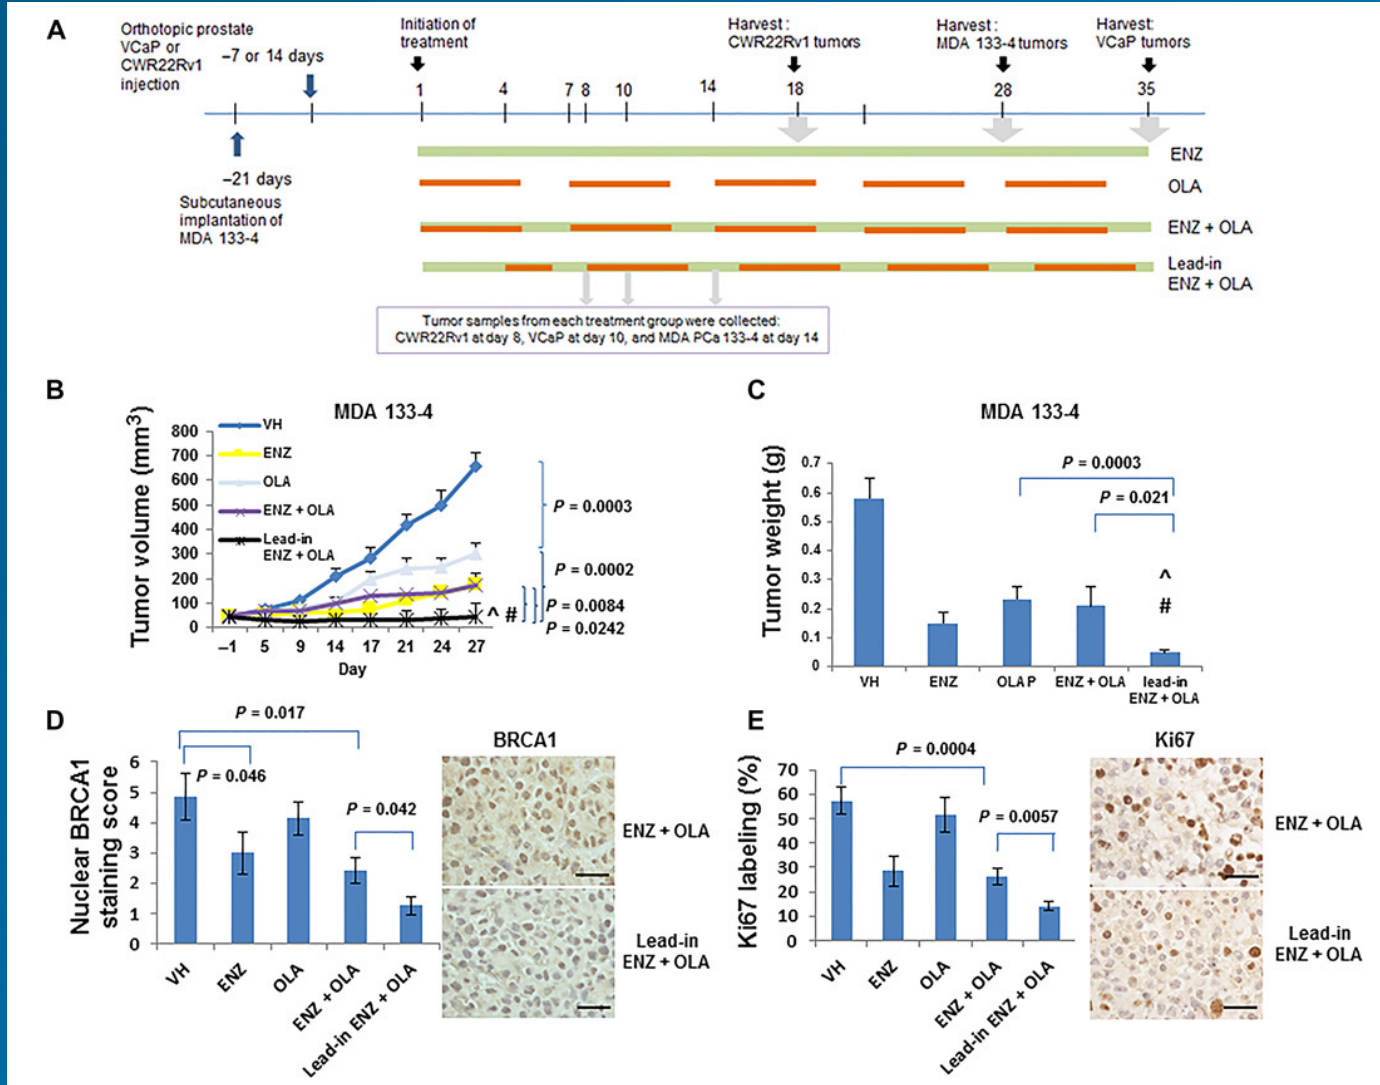 A
Orthotopic prostate
VCaP or
CWR22Rv1
injection
−7 or 14 days
Initiation of
treatment
Harvest :
CWR22Rv1 tumors
Harvest:
MDA 133-4 tumors
Harvest:
VCaP tumors
1 4 7 8 10 14 18 28 35
−21 days
Subcutaneous
implantation of
MDA 133-4
ENZ
OLA
ENZ + OLA
Lead-in
ENZ + OLA
Tumor samples from each treatment group were collected:
CWR22Rv1 at day 8, VCaP at day 10, and MDA PCa 133-4 at day 14
B
MDA 133-4
Tumor volume (mm3)
800
700
600
500
400
300
200
100
0
VH
ENZ
OLA
ENZ + OLA
Lead-in
ENZ + OLA
P = 0.0003
P = 0.0002
P = 0.0084
P = 0.0242
^ #
−1 5 9 14 17 21 24 27
Day
C
MDA 133-4
Tumor weight (g)
0.7
0.6
0.5
0.4
0.3
0.2
0.1
0
P = 0.0003
P = 0.021
^
#
VH ENZ OLAP ENZ + OLA lead-in
ENZ + OLA
D
Nuclear BRCA1
staining score
6
5
4
3
2
1
0
P = 0.017
P = 0.046
P = 0.042
VH
ENZ
OLA
ENZ + OLA
Lead-in ENZ + OLA
BRCA1
ENZ + OLA
Lead-in
ENZ + OLA
E
Ki67 labeling (%)
70
60
50
40
30
20
10
0
P = 0.0004
P = 0.0057
VH
ENZ
OLA
ENZ + OLA
Lead-in ENZ + OLA
Ki67
ENZ + OLA
Lead-in
ENZ + OLA